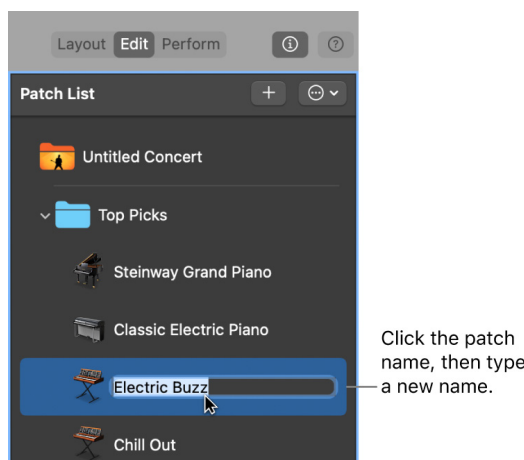 Layout Edit Perform
Patch List
Untitled Concert
Top Picks
Steinway Grand Piano
Classic Electric Piano
Electric Buzz
Click the patch
name, then type
a new name.
Chill Out